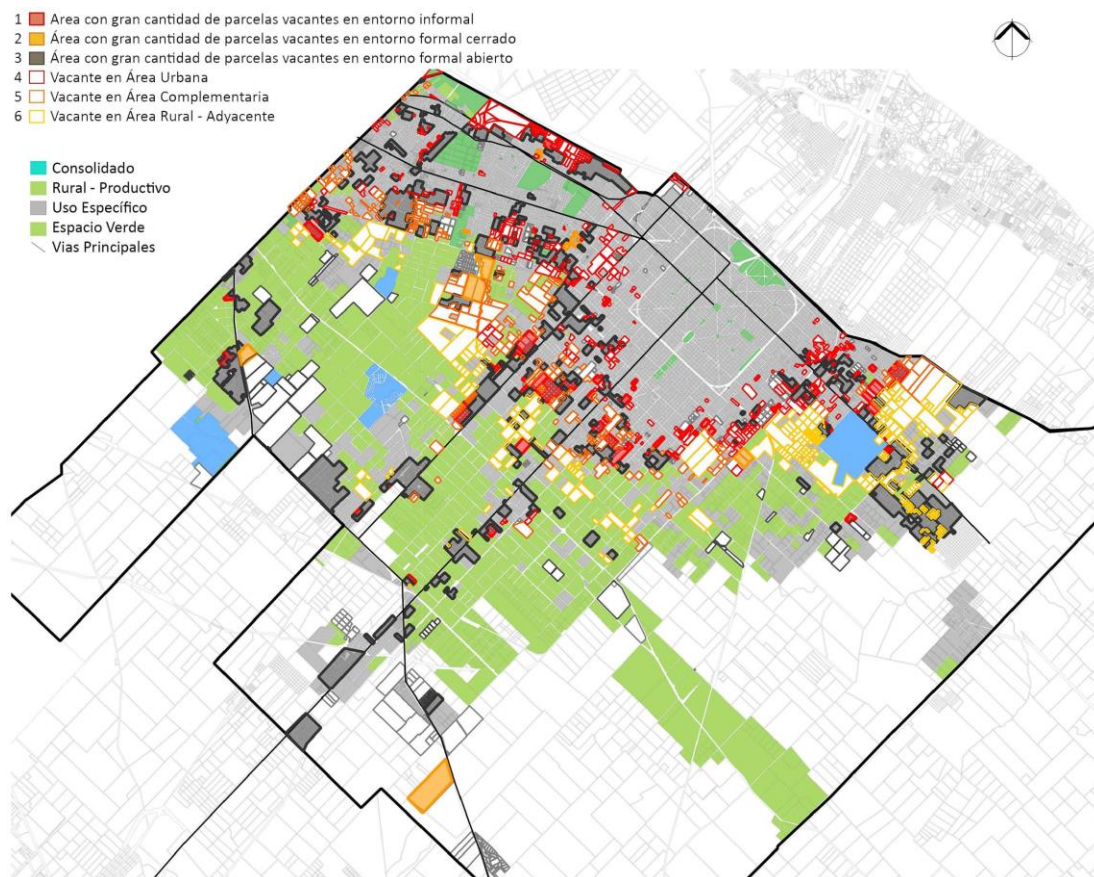 1 Area con gran cantidad de parcelas vacantes en entorno informal
2 Área con gran cantidad de parcelas vacantes en entorno formal cerrado
3 Área con gran cantidad de parcelas vacantes en entorno formal abierto
4 Vacante en Área Urbana
5 Vacante en Área Complementaria
6 Vacante en Área Rural - Adyacente
Consolidado
Rural - Productivo
Uso Específico
Espacio Verde
Vias Principales